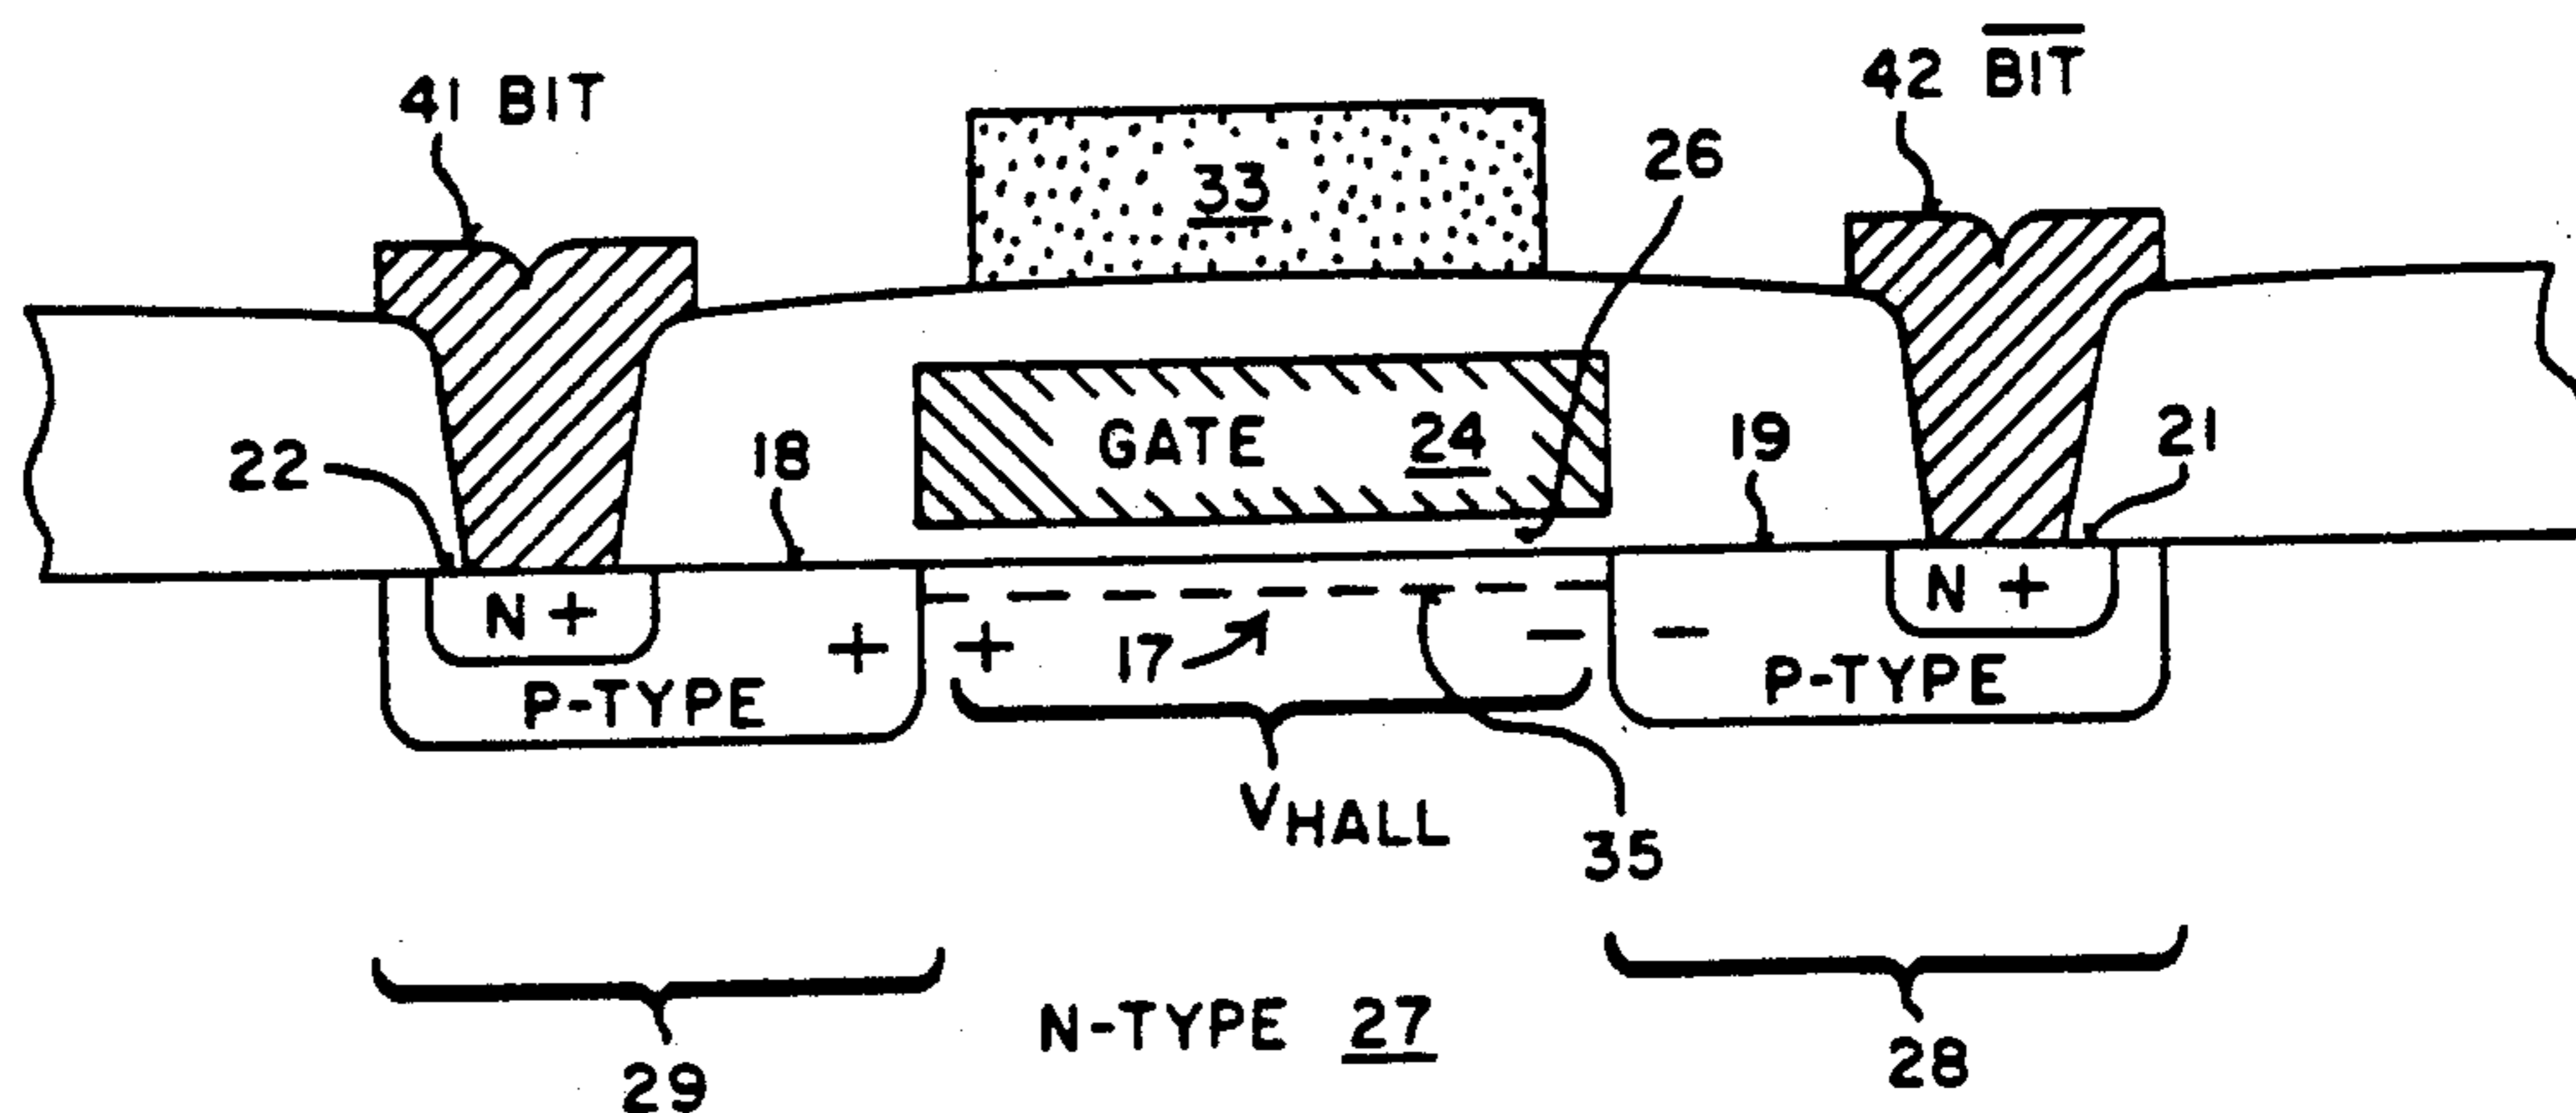 41 BIT
42 B̅I̅T̅
33
26
GATE 24
22
18
19
21
N +
N +
+ +
17
− −
P-TYPE
P-TYPE
VHALL
35
29
N-TYPE 27
28